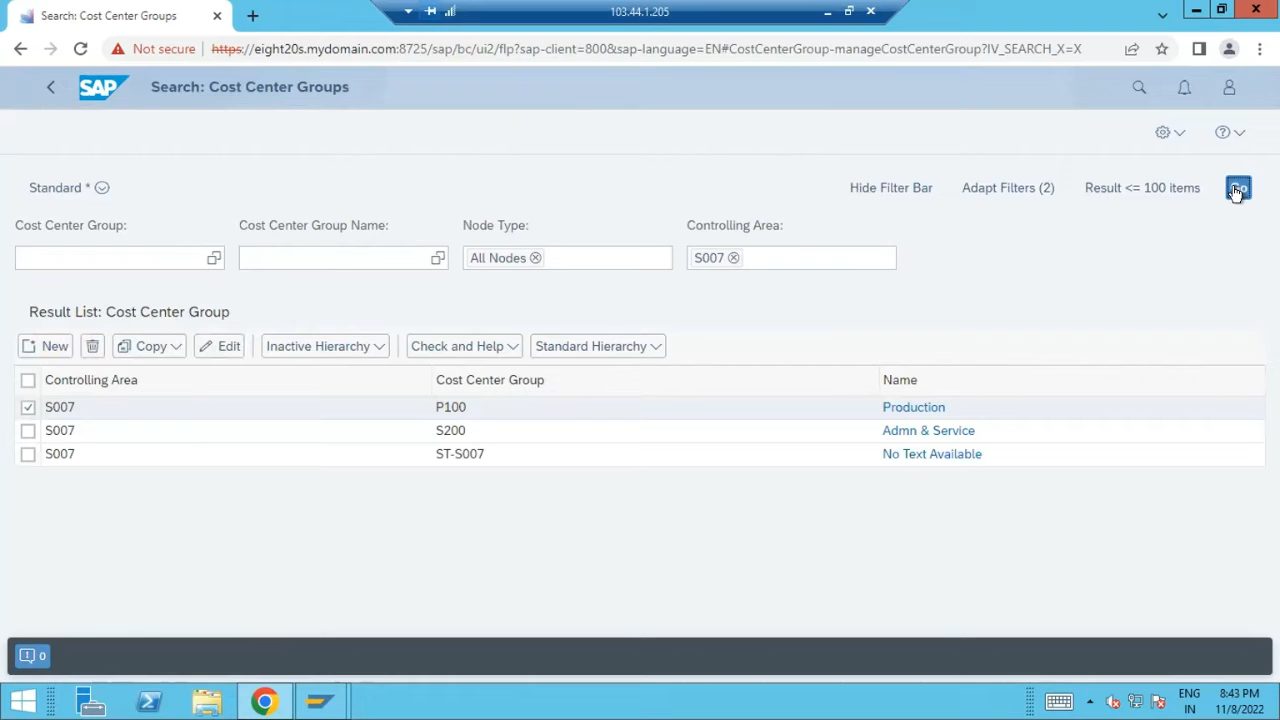 Search: Cost Center Groups
103.44.1.205
Not secure
https://eight20s.mydomain.com:8725/sap/bc/ui2/flp?sap-client=800&sap-language=EN#CostCenterGroup-manageCostCenterGroup?IV_SEARCH_X=X
SAP
Search: Cost Center Groups
Standard *
Hide Filter Bar
Adapt Filters (2)
Result <= 100 items
Cost Center Group:
Cost Center Group Name:
Node Type:
Controlling Area:
All Nodes
S007
Result List: Cost Center Group
New
Copy
Edit
Inactive Hierarchy
Check and Help
Standard Hierarchy
Controlling Area
Cost Center Group
Name
S007
P100
Production
S007
S200
Admn & Service
S007
ST-S007
No Text Available
0
ENG
IN
8:43 PM
11/8/2022